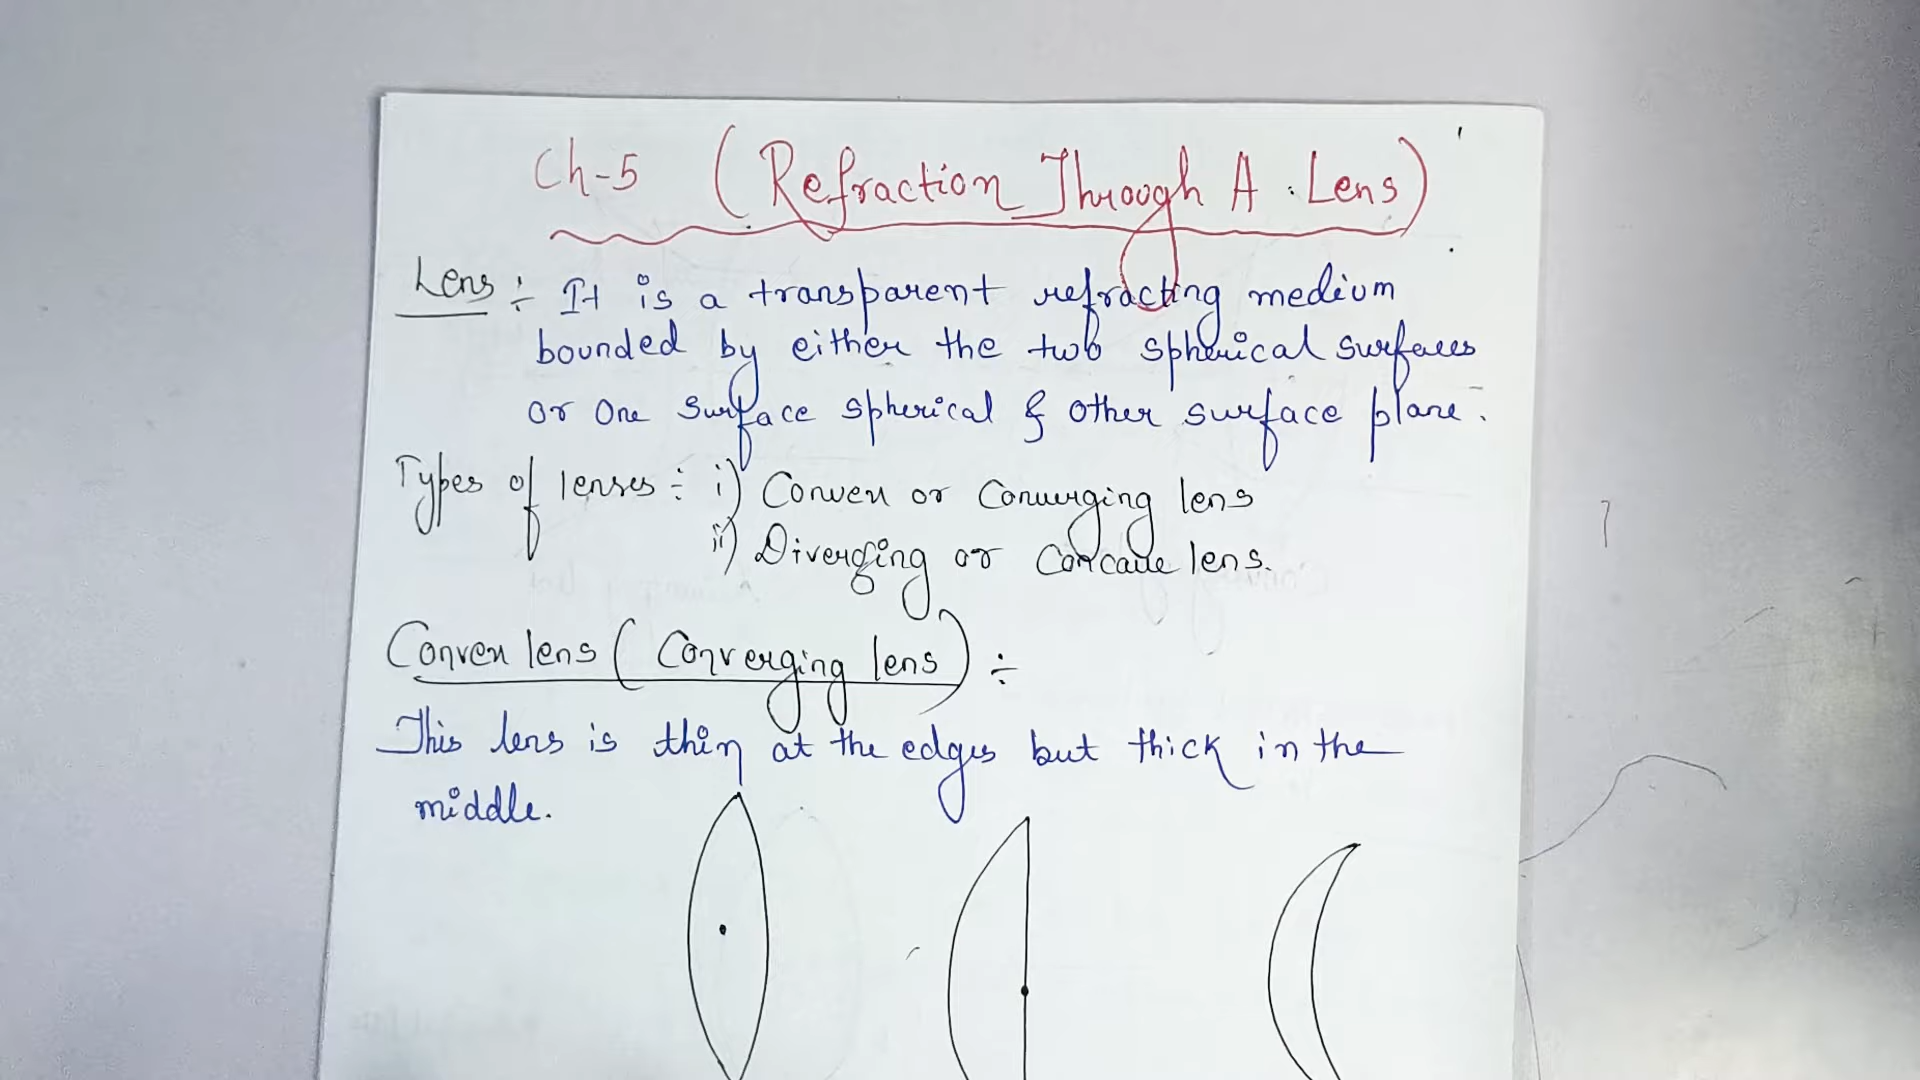 Ch-5 (Refraction Through A Lens)
Lens ÷ It is a transparent refracting medium
bounded by either the two spherical surfaces
or one surface spherical & other surface plane.
Types of lenses ÷ i) Convex or Converging lens
ii) Diverging or Concave lens.
Convex lens (Converging lens) ÷
This lens is thin at the edges but thick in the
middle.